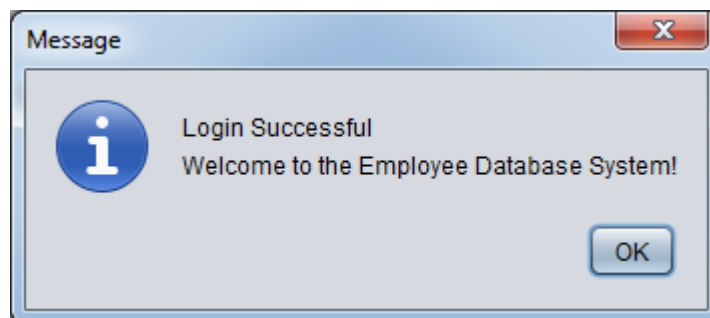 Message
Login Successful
Welcome to the Employee Database System!
OK